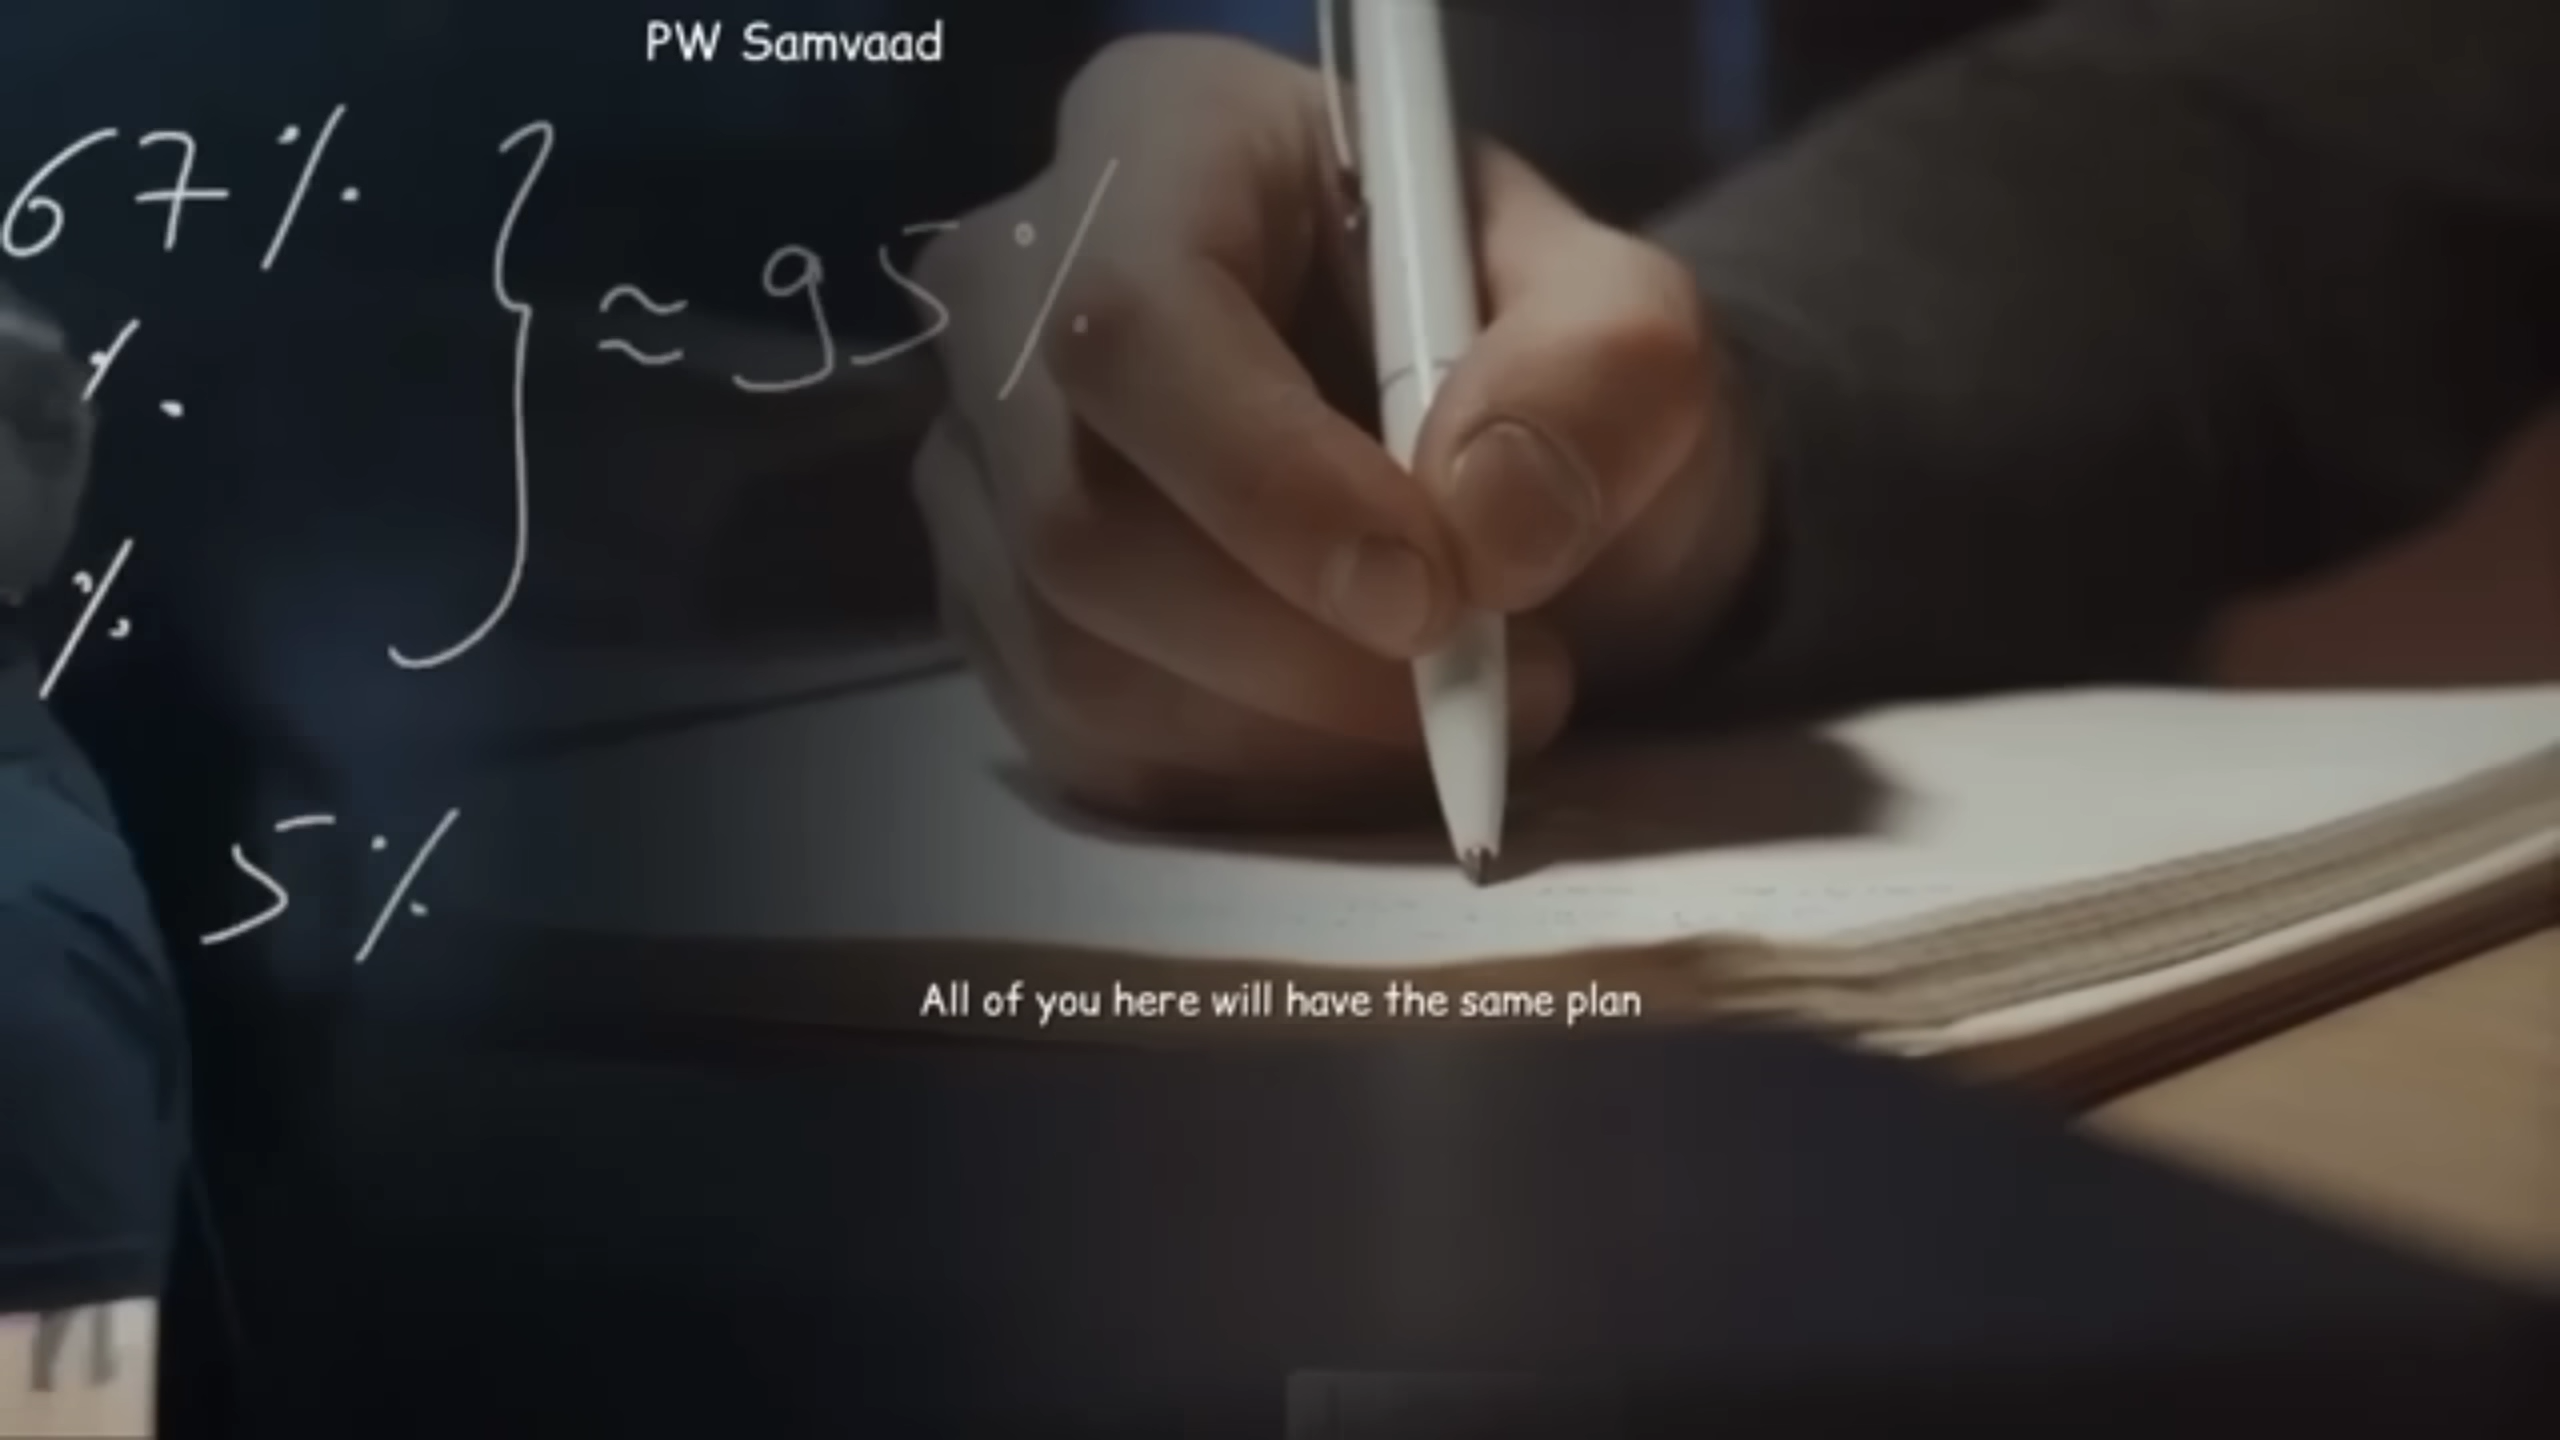 PW Samvaad
67%
≈ 95%
%
%
5%
All of you here will have the same plan